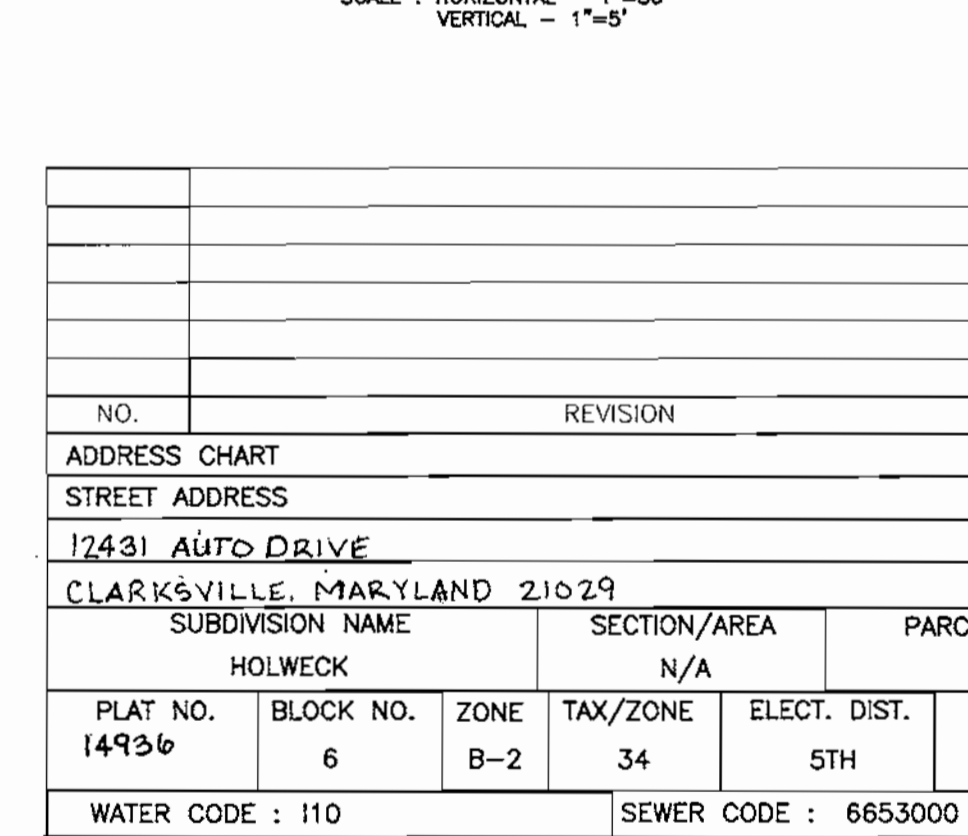 VERTICAL – 1"=5'
NO. REVISION
ADDRESS CHART
STREET ADDRESS
12431 AUTO DRIVE
CLARKSVILLE, MARYLAND 21029
SUBDIVISION NAME SECTION/AREA PARC
HOLWECK N/A
PLAT NO. BLOCK NO. ZONE TAX/ZONE ELECT. DIST.
14936 6 B–2 34 5TH
WATER CODE : I10 SEWER CODE : 6653000